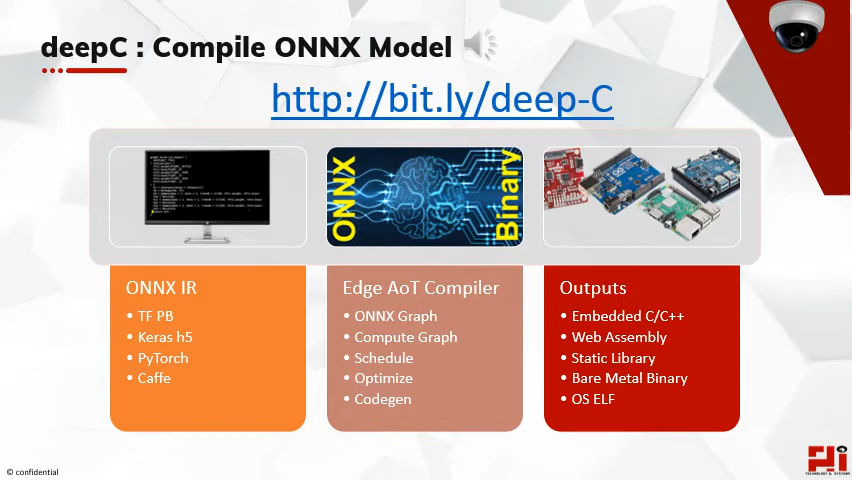 deepC : Compile ONNX Model
http://bit.ly/deep-C
ONNX
Binary
ONNX IR
• TF PB
• Keras h5
• PyTorch
• Caffe
Edge AoT Compiler
• ONNX Graph
• Compute Graph
• Schedule
• Optimize
• Codegen
Outputs
• Embedded C/C++
• Web Assembly
• Static Library
• Bare Metal Binary
• OS ELF
© confidential
TECHNOLOGY & SYSTEMS